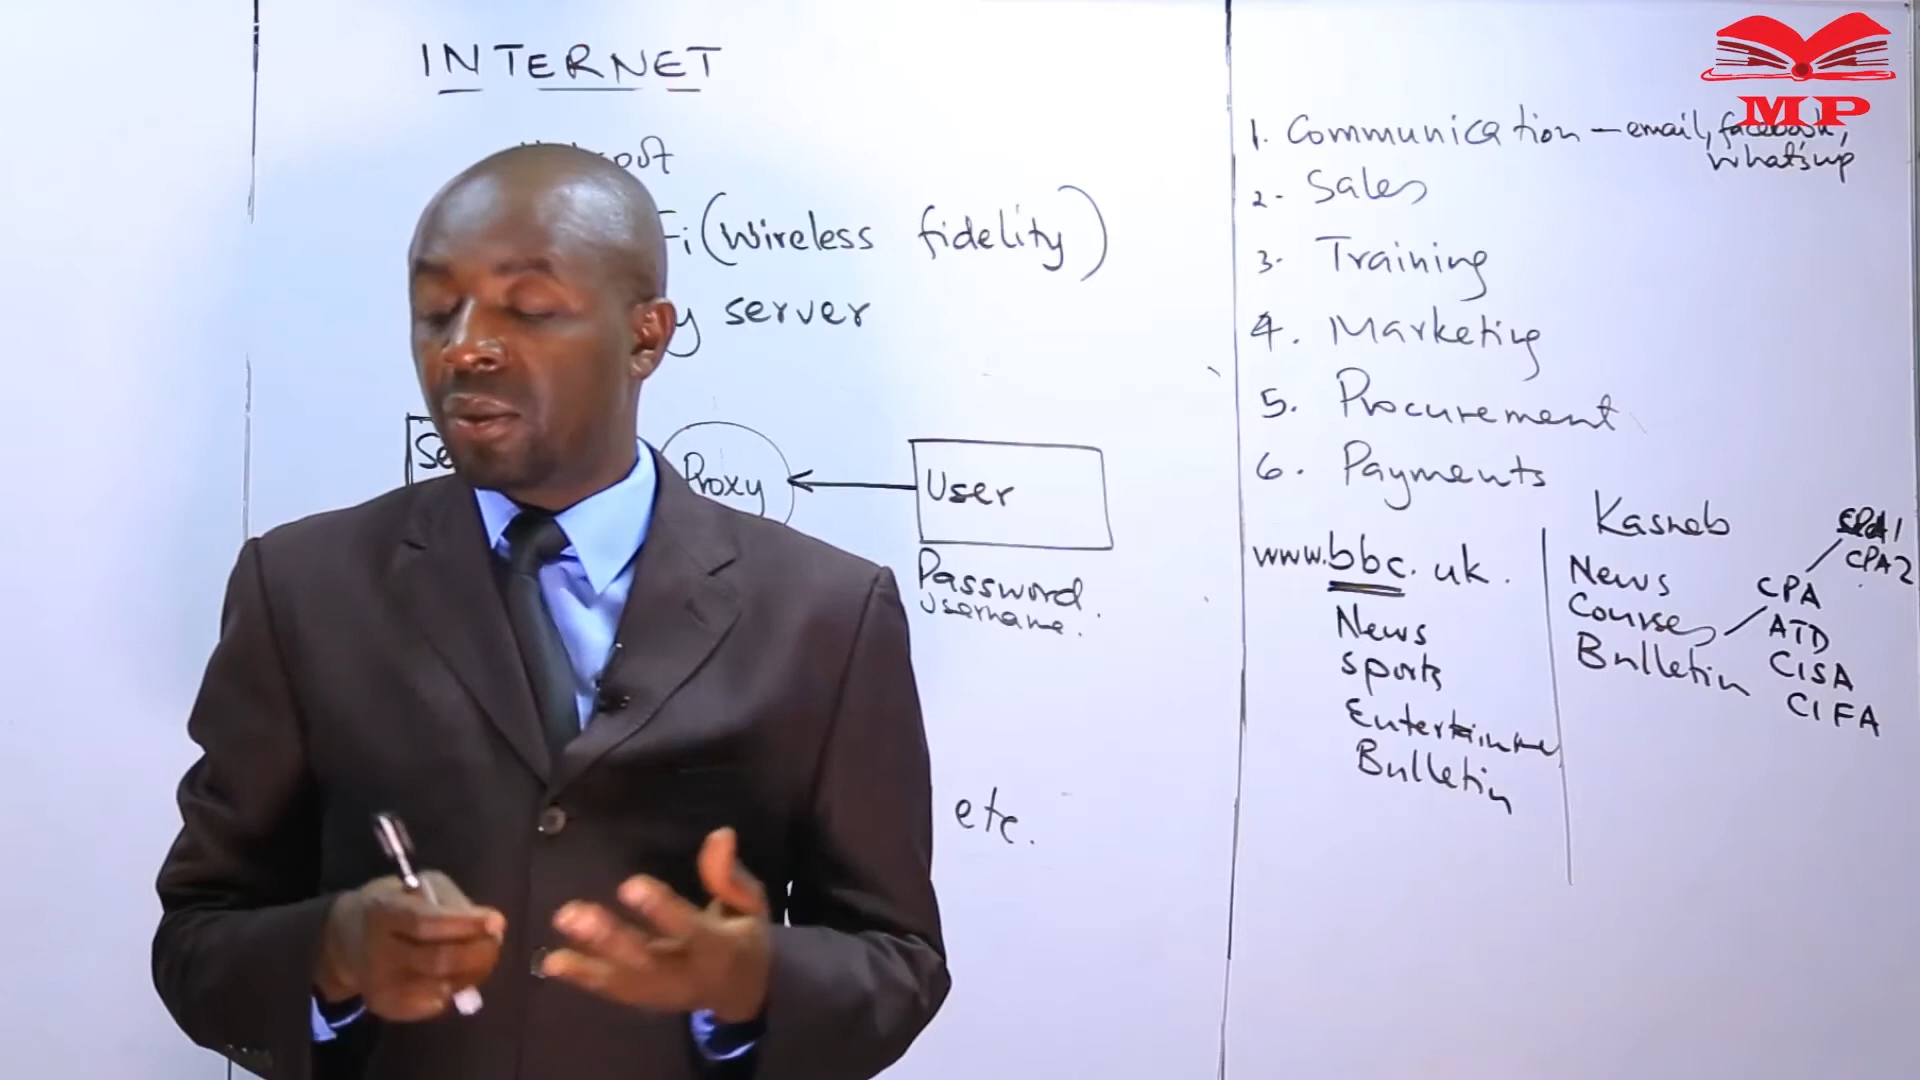 INTERNET
Fi (Wireless fidelity)
y server
Proxy
User
Password.
Username.
etc.
MP
1. Communication – email, facebook,
whatsup
2. Sales
3. Training
4. Marketing
5. Procurement
6. Payments
www.bbc.uk.
News
Sports
Bulletin
Kasneb
News
Courses
Bulletin
CPA
ATD
CISA
CIFA
CPA2